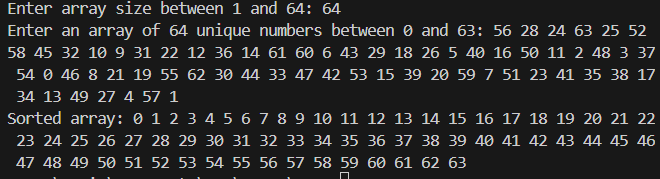 Enter array size between 1 and 64: 64
Enter an array of 64 unique numbers between 0 and 63: 56 28 24 63 25 52
58 45 32 10 9 31 22 12 36 14 61 60 6 43 29 18 26 5 40 16 50 11 2 48 3 37
54 0 46 8 21 19 55 62 30 44 33 47 42 53 15 39 20 59 7 51 23 41 35 38 17
34 13 49 27 4 57 1
Sorted array: 0 1 2 3 4 5 6 7 8 9 10 11 12 13 14 15 16 17 18 19 20 21 22
23 24 25 26 27 28 29 30 31 32 33 34 35 36 37 38 39 40 41 42 43 44 45 46
47 48 49 50 51 52 53 54 55 56 57 58 59 60 61 62 63